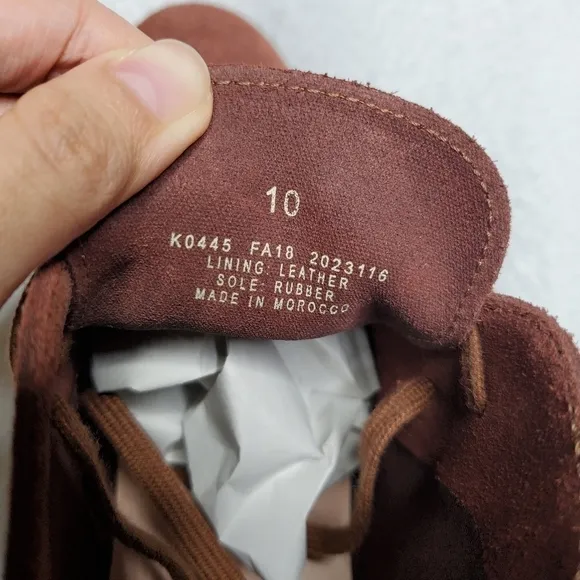 10
K0445 FA18 2023116
LINING: LEATHER
SOLE: RUBBER
MADE IN MOROCCO